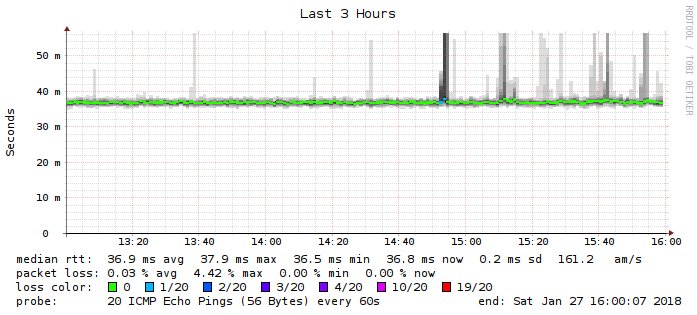 Last 3 Hours
RRDTOOL / TOBI OETIKER
Seconds
50 m
40 m
30 m
20 m
10 m
0
13:20 13:40 14:00 14:20 14:40 15:00 15:20 15:40 16:00
median rtt: 36.9 ms avg 37.9 ms max 36.5 ms min 36.8 ms now 0.2 ms sd 161.2 am/s
packet loss: 0.03 % avg 4.42 % max 0.00 % min 0.00 % now
loss color: 0 1/20 2/20 3/20 4/20 10/20 19/20
probe: 20 ICMP Echo Pings (56 Bytes) every 60s end: Sat Jan 27 16:00:07 2018